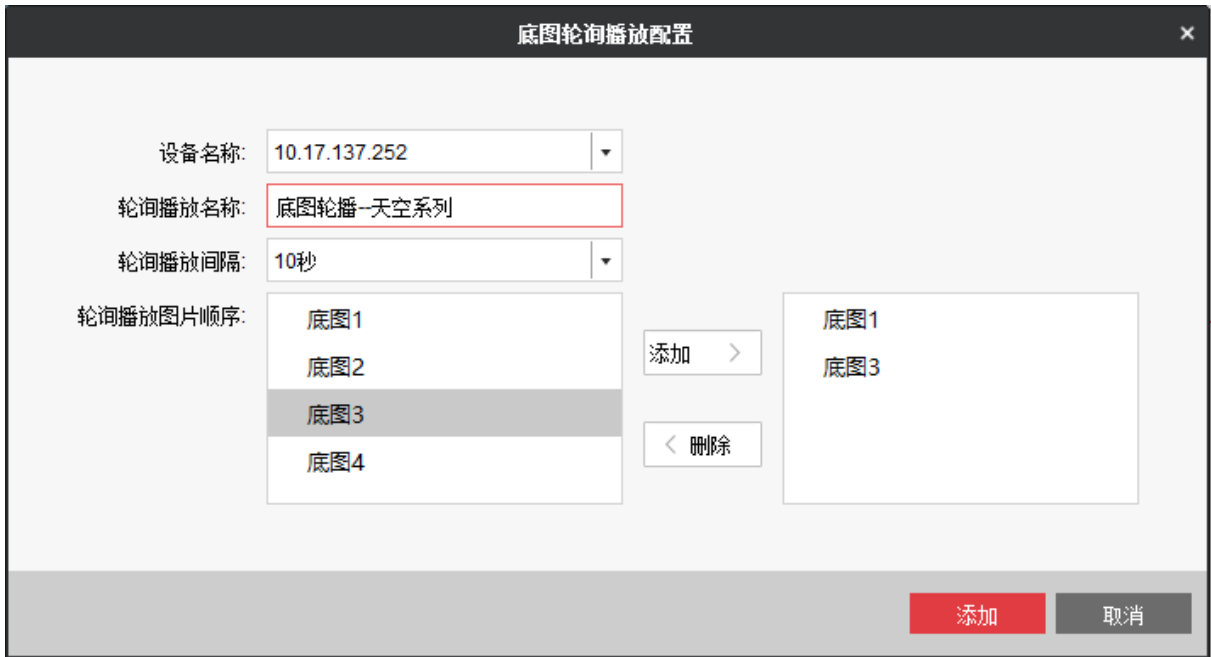 底图轮询播放配置 ×
设备名称: 10.17.137.252
轮询播放名称: 底图轮播--天空系列
轮询播放间隔: 10秒
轮询播放图片顺序:
底图1
底图2
底图3
底图4
添加 >
< 删除
底图1
底图3
添加 取消